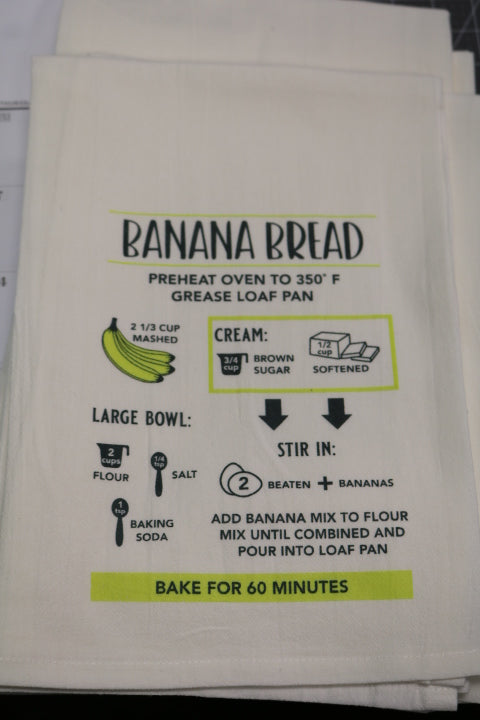 BANANA BREAD
PREHEAT OVEN TO 350° F
GREASE LOAF PAN
2 1/3 CUP
MASHED
CREAM:
3/4
cup
BROWN
SUGAR
1/2
cup
SOFTENED
LARGE BOWL:
2
cups
FLOUR
1/4
tsp
SALT
1
tsp
BAKING
SODA
STIR IN:
2
BEATEN + BANANAS
ADD BANANA MIX TO FLOUR
MIX UNTIL COMBINED AND
POUR INTO LOAF PAN
BAKE FOR 60 MINUTES